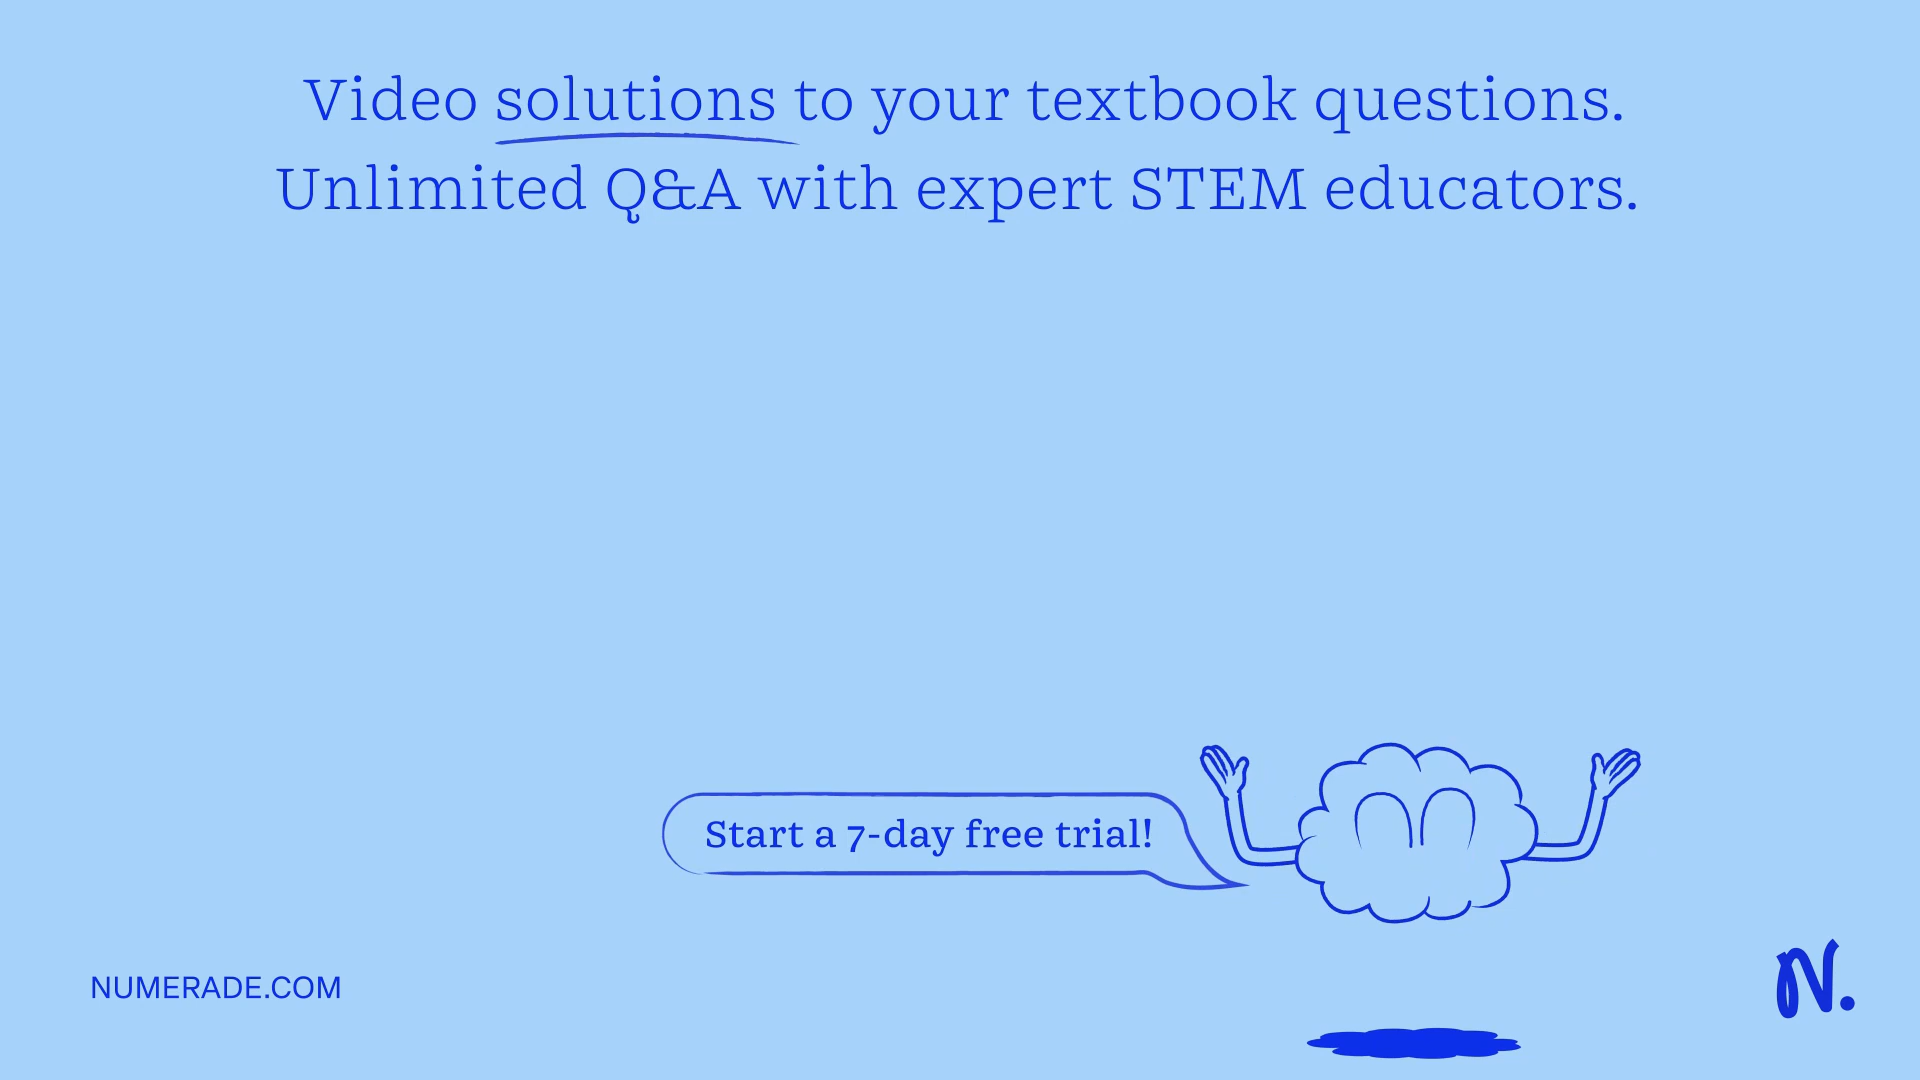 Video solutions to your textbook questions.
Unlimited Q&A with expert STEM educators.
Start a 7-day free trial!
NUMERADE.COM
N.